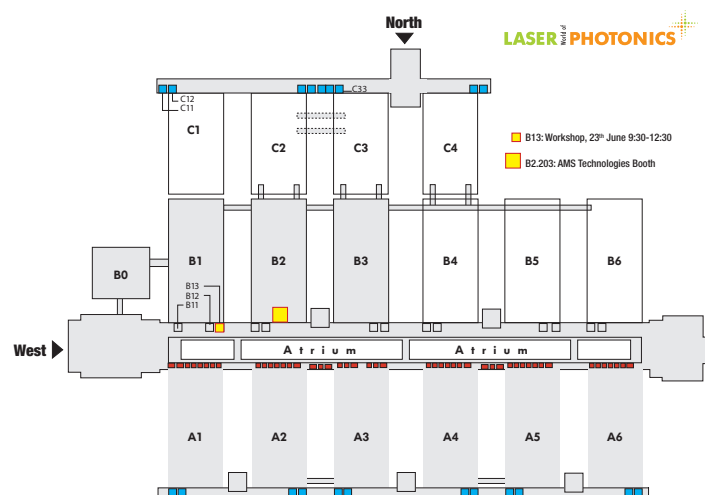 North
LASER World of PHOTONICS
C33
C12
C11
C1
C2
C3
C4
B13: Workshop, 23th June 9:30-12:30
B2.203: AMS Technologies Booth
B0
B1
B2
B3
B4
B5
B6
B13
B12
B11
West
Atrium
Atrium
A1
A2
A3
A4
A5
A6